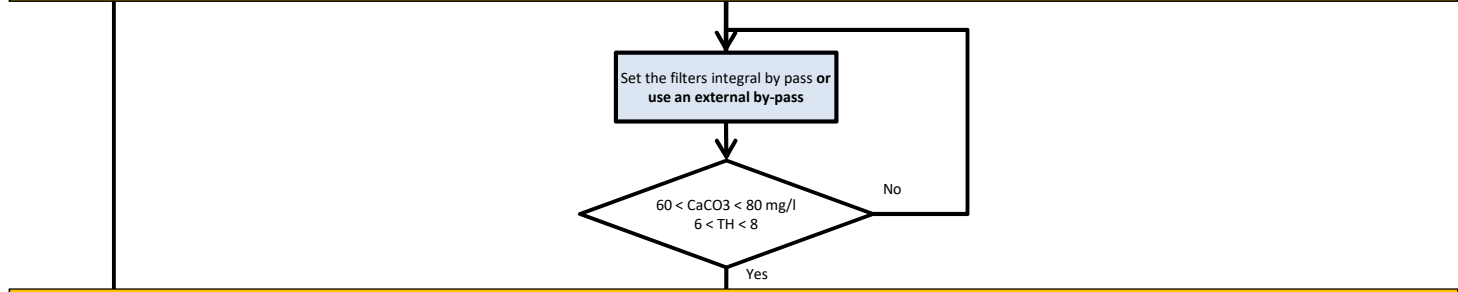 Set the filters integral by pass or
use an external by-pass
No
60 < CaCO3 < 80 mg/l
6 < TH < 8
Yes